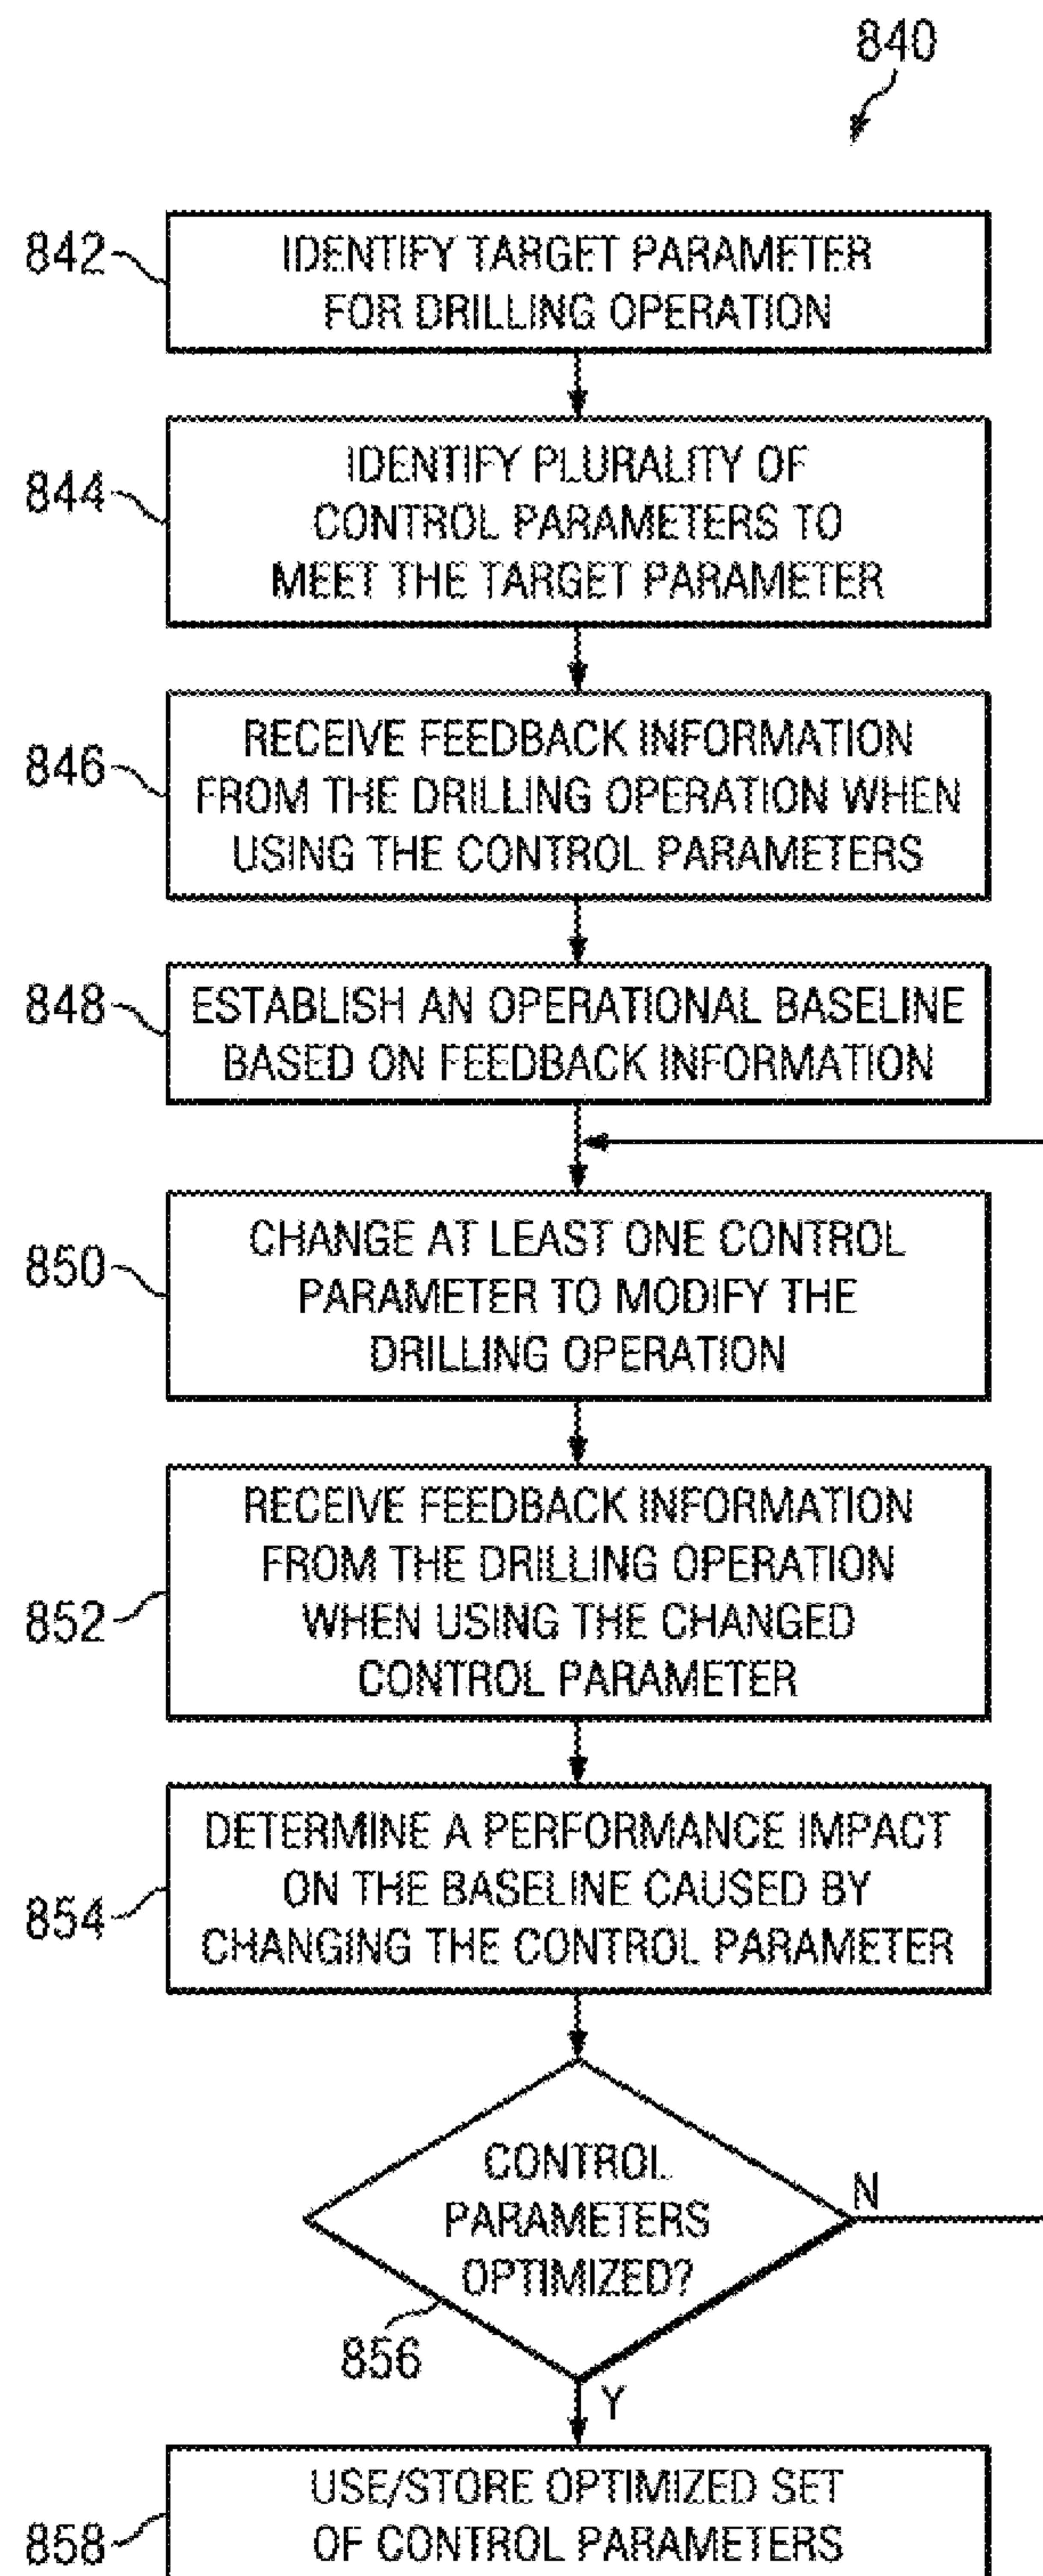 840
842
IDENTIFY TARGET PARAMETER
FOR DRILLING OPERATION
844
IDENTIFY PLURALITY OF
CONTROL PARAMETERS TO
MEET THE TARGET PARAMETER
846
RECEIVE FEEDBACK INFORMATION
FROM THE DRILLING OPERATION WHEN
USING THE CONTROL PARAMETERS
848
ESTABLISH AN OPERATIONAL BASELINE
BASED ON FEEDBACK INFORMATION
850
CHANGE AT LEAST ONE CONTROL
PARAMETER TO MODIFY THE
DRILLING OPERATION
852
RECEIVE FEEDBACK INFORMATION
FROM THE DRILLING OPERATION
WHEN USING THE CHANGED
CONTROL PARAMETER
854
DETERMINE A PERFORMANCE IMPACT
ON THE BASELINE CAUSED BY
CHANGING THE CONTROL PARAMETER
CONTROL
PARAMETERS
OPTIMIZED?
N
856
Y
858
USE/STORE OPTIMIZED SET
OF CONTROL PARAMETERS